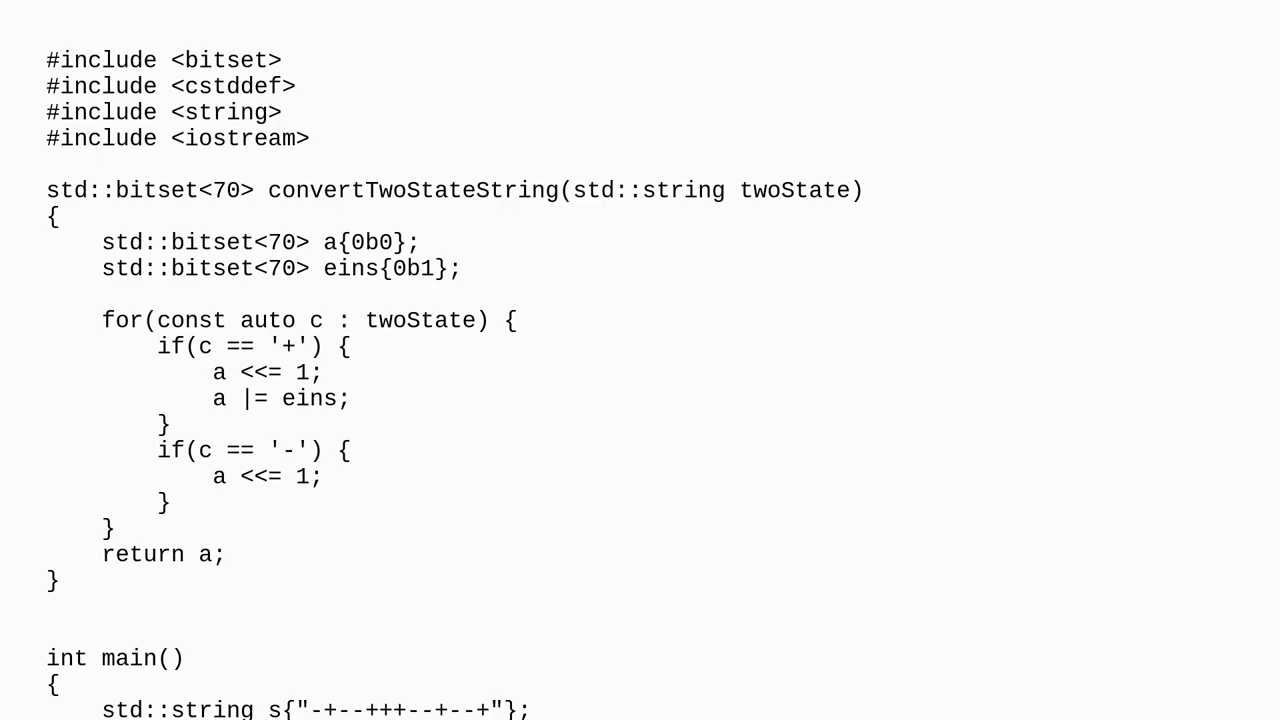 #include <bitset>
#include <cstddef>
#include <string>
#include <iostream>
std::bitset<70> convertTwoStateString(std::string twoState)
{
    std::bitset<70> a{0b0};
    std::bitset<70> eins{0b1};
    for(const auto c : twoState) {
        if(c == '+') {
            a <<= 1;
            a |= eins;
        }
        if(c == '-') {
            a <<= 1;
        }
    }
    return a;
}
int main()
{
    std::string s{"-+--+++--+--+"};